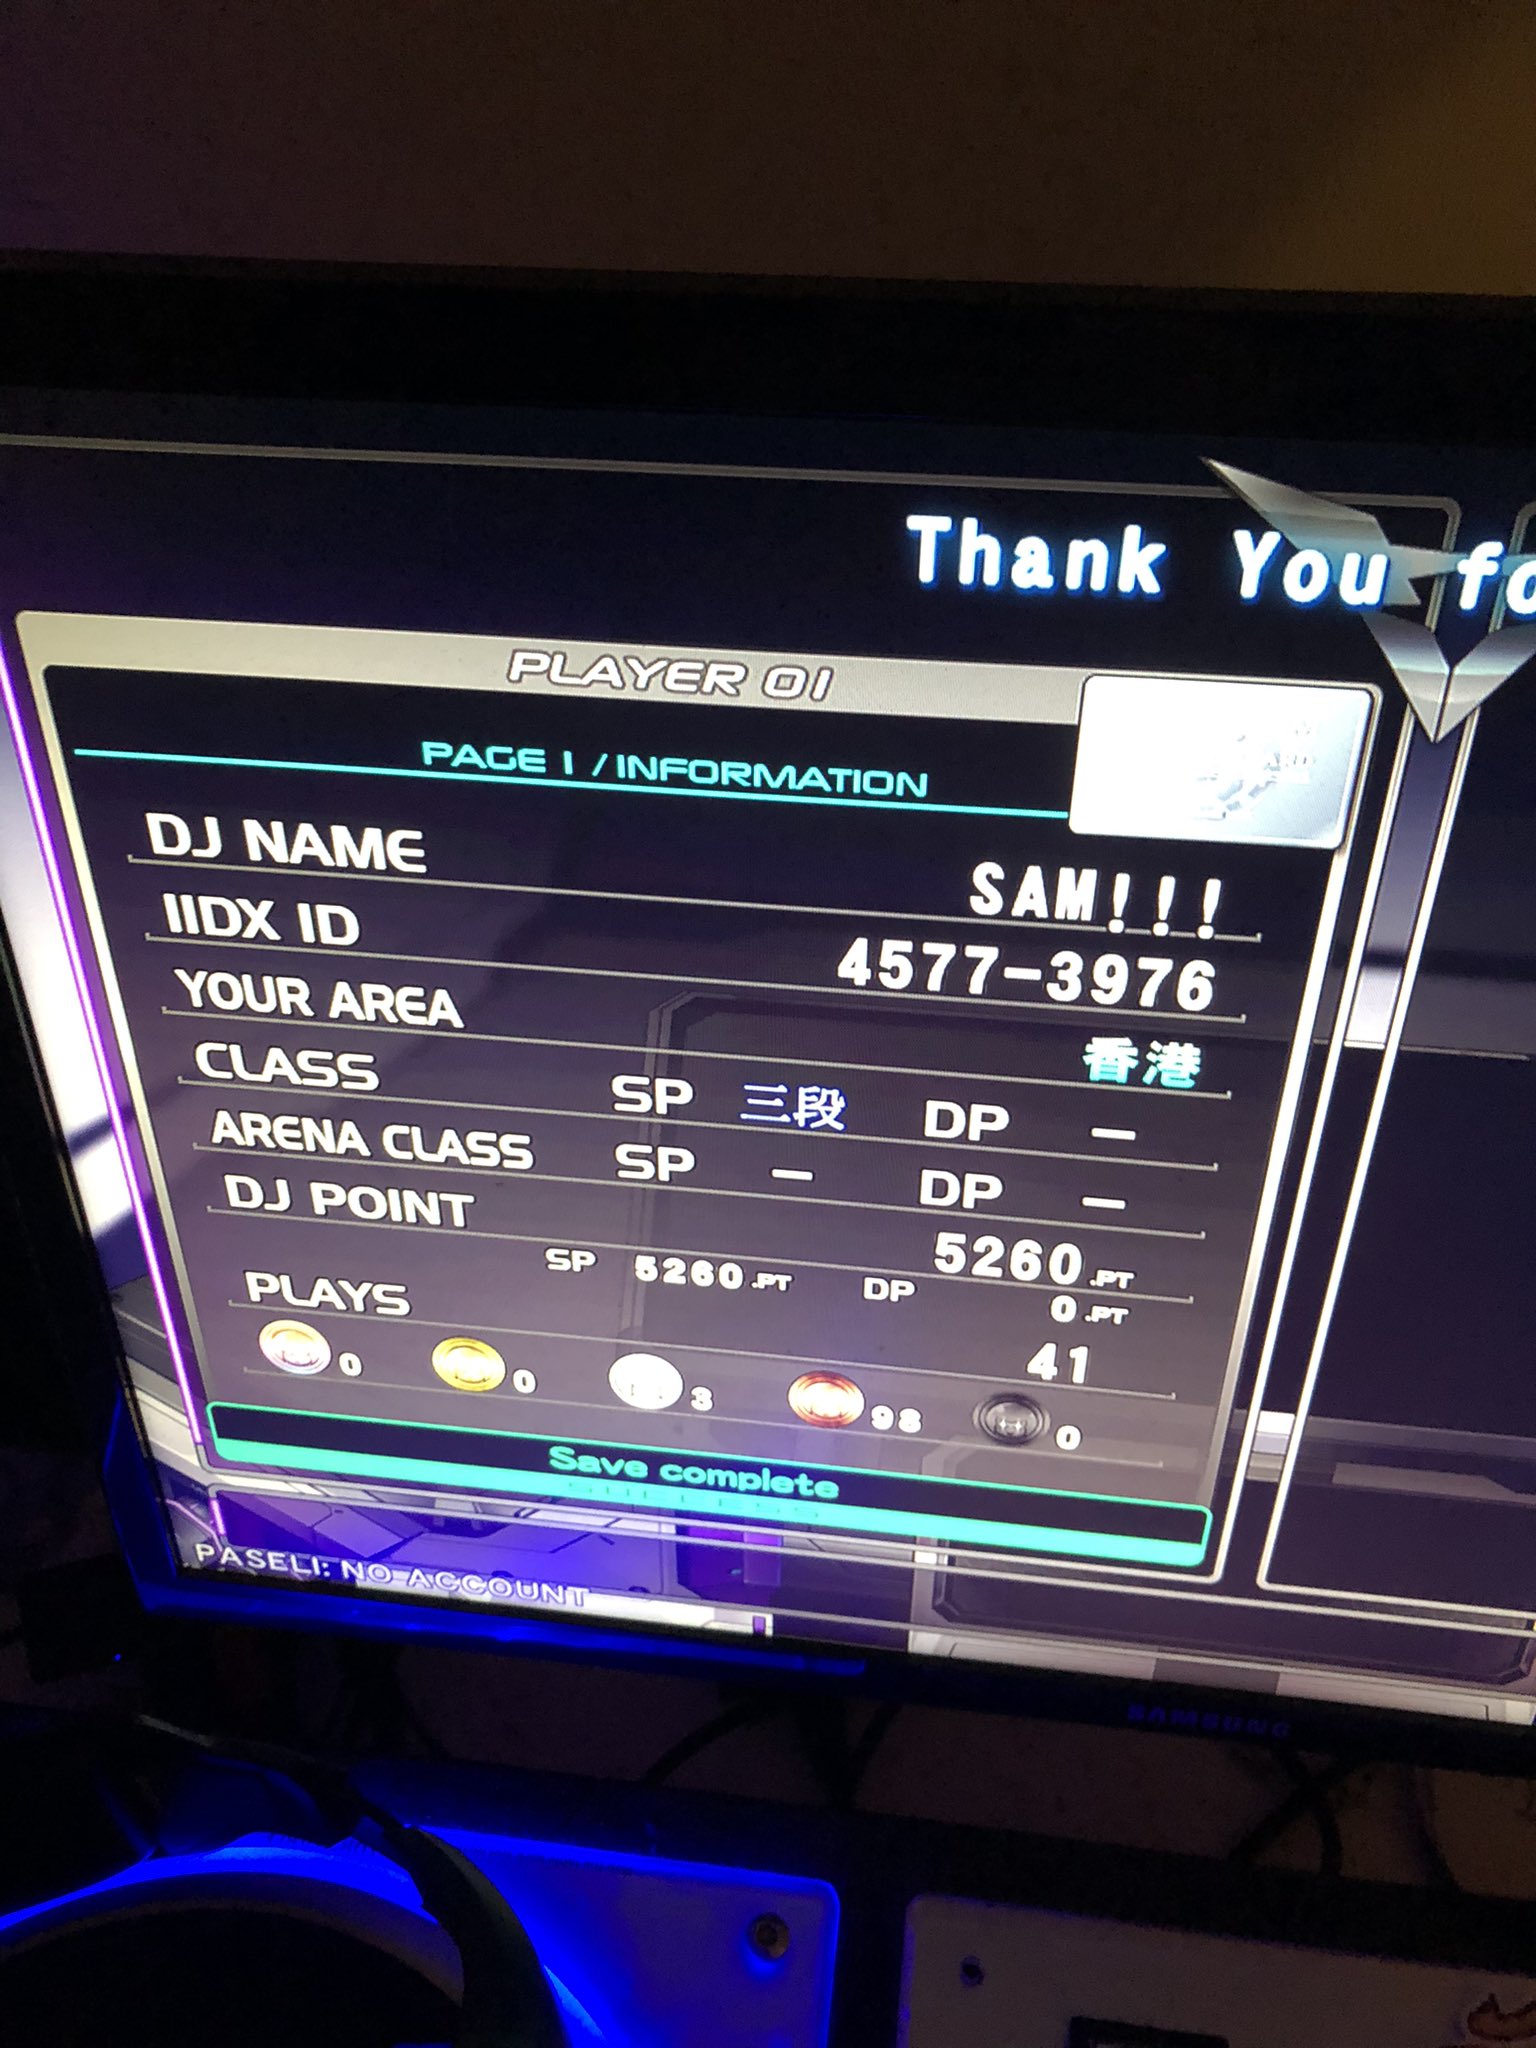 Thank You fo
PLAYER 01
PAGE 1 / INFORMATION
DJ NAME SAM!!!
IIDX ID 4577-3976
YOUR AREA 香港
CLASS SP 三段 DP －
ARENA CLASS SP － DP －
DJ POINT 5260.PT
SP 5260.PT DP 0.PT
PLAYS 41
0 0 3 98 0
Save complete
PASELI: NO ACCOUNT
SAMSUNG